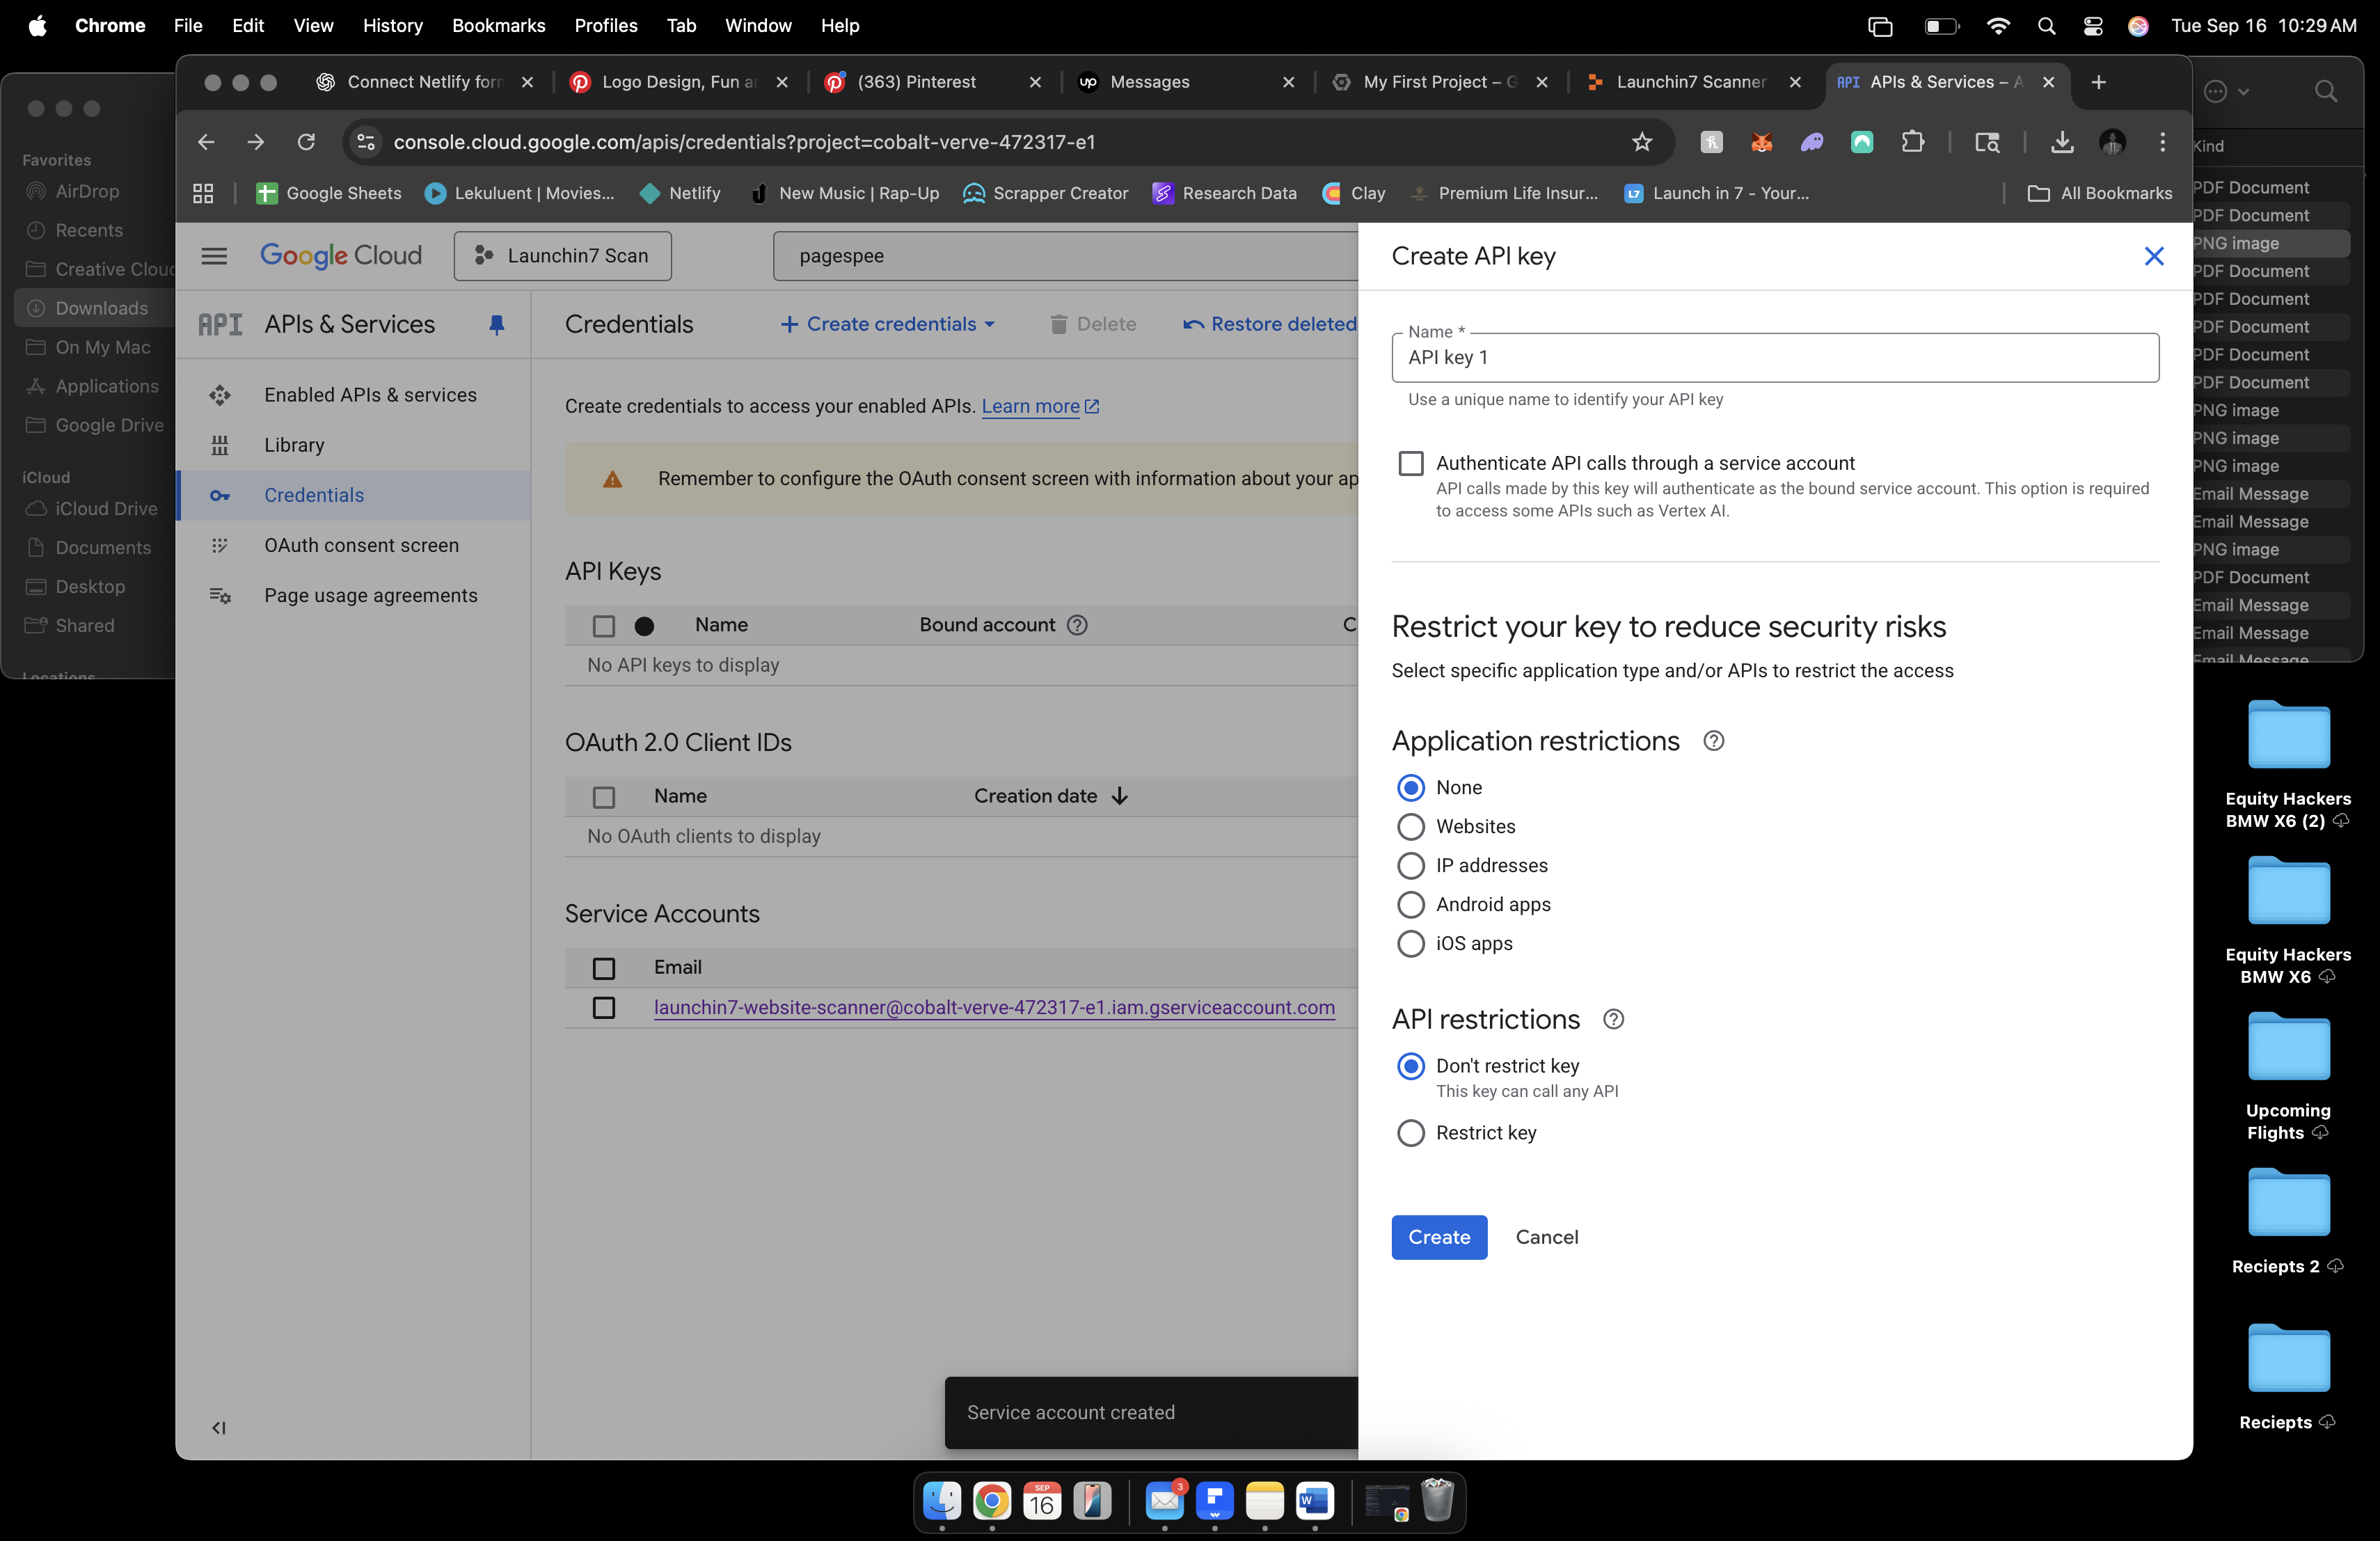 Chrome File Edit View History Bookmarks Profiles Tab Window Help
Tue Sep 16 10:29 AM
Connect Netlify form
Logo Design, Fun a
(363) Pinterest
Messages
My First Project – G
Launchin7 Scanner
API APIs & Services – A
console.cloud.google.com/apis/credentials?project=cobalt-verve-472317-e1
Google Sheets
Lekuluent | Movies...
Netlify
New Music | Rap-Up
Scrapper Creator
Research Data
Clay
Premium Life Insur...
L7 Launch in 7 - Your...
All Bookmarks
Favorites
AirDrop
Recents
Creative Cloud
Downloads
On My Mac
Applications
Google Drive
iCloud
iCloud Drive
Documents
Desktop
Shared
Locations
Google Cloud
Launchin7 Scan
pagespee
API APIs & Services
Enabled APIs & services
Library
Credentials
OAuth consent screen
Page usage agreements
Credentials
Create credentials
Delete
Restore deleted
Create credentials to access your enabled APIs. Learn more
Remember to configure the OAuth consent screen with information about your ap
API Keys
Name Bound account C
No API keys to display
OAuth 2.0 Client IDs
Name Creation date
No OAuth clients to display
Service Accounts
Email
launchin7-website-scanner@cobalt-verve-472317-e1.iam.gserviceaccount.com
Service account created
Create API key
Name *
API key 1
Use a unique name to identify your API key
Authenticate API calls through a service account
API calls made by this key will authenticate as the bound service account. This option is required
to access some APIs such as Vertex AI.
Restrict your key to reduce security risks
Select specific application type and/or APIs to restrict the access
Application restrictions
None
Websites
IP addresses
Android apps
iOS apps
API restrictions
Don't restrict key
This key can call any API
Restrict key
Create Cancel
Kind
PDF Document
PDF Document
PNG image
PDF Document
PDF Document
PDF Document
PDF Document
PDF Document
PNG image
PNG image
PNG image
Email Message
Email Message
PNG image
PDF Document
Email Message
Email Message
Email Message
Equity Hackers
BMW X6 (2)
Equity Hackers
BMW X6
Upcoming
Flights
Reciepts 2
Reciepts
SEP
16
3
W